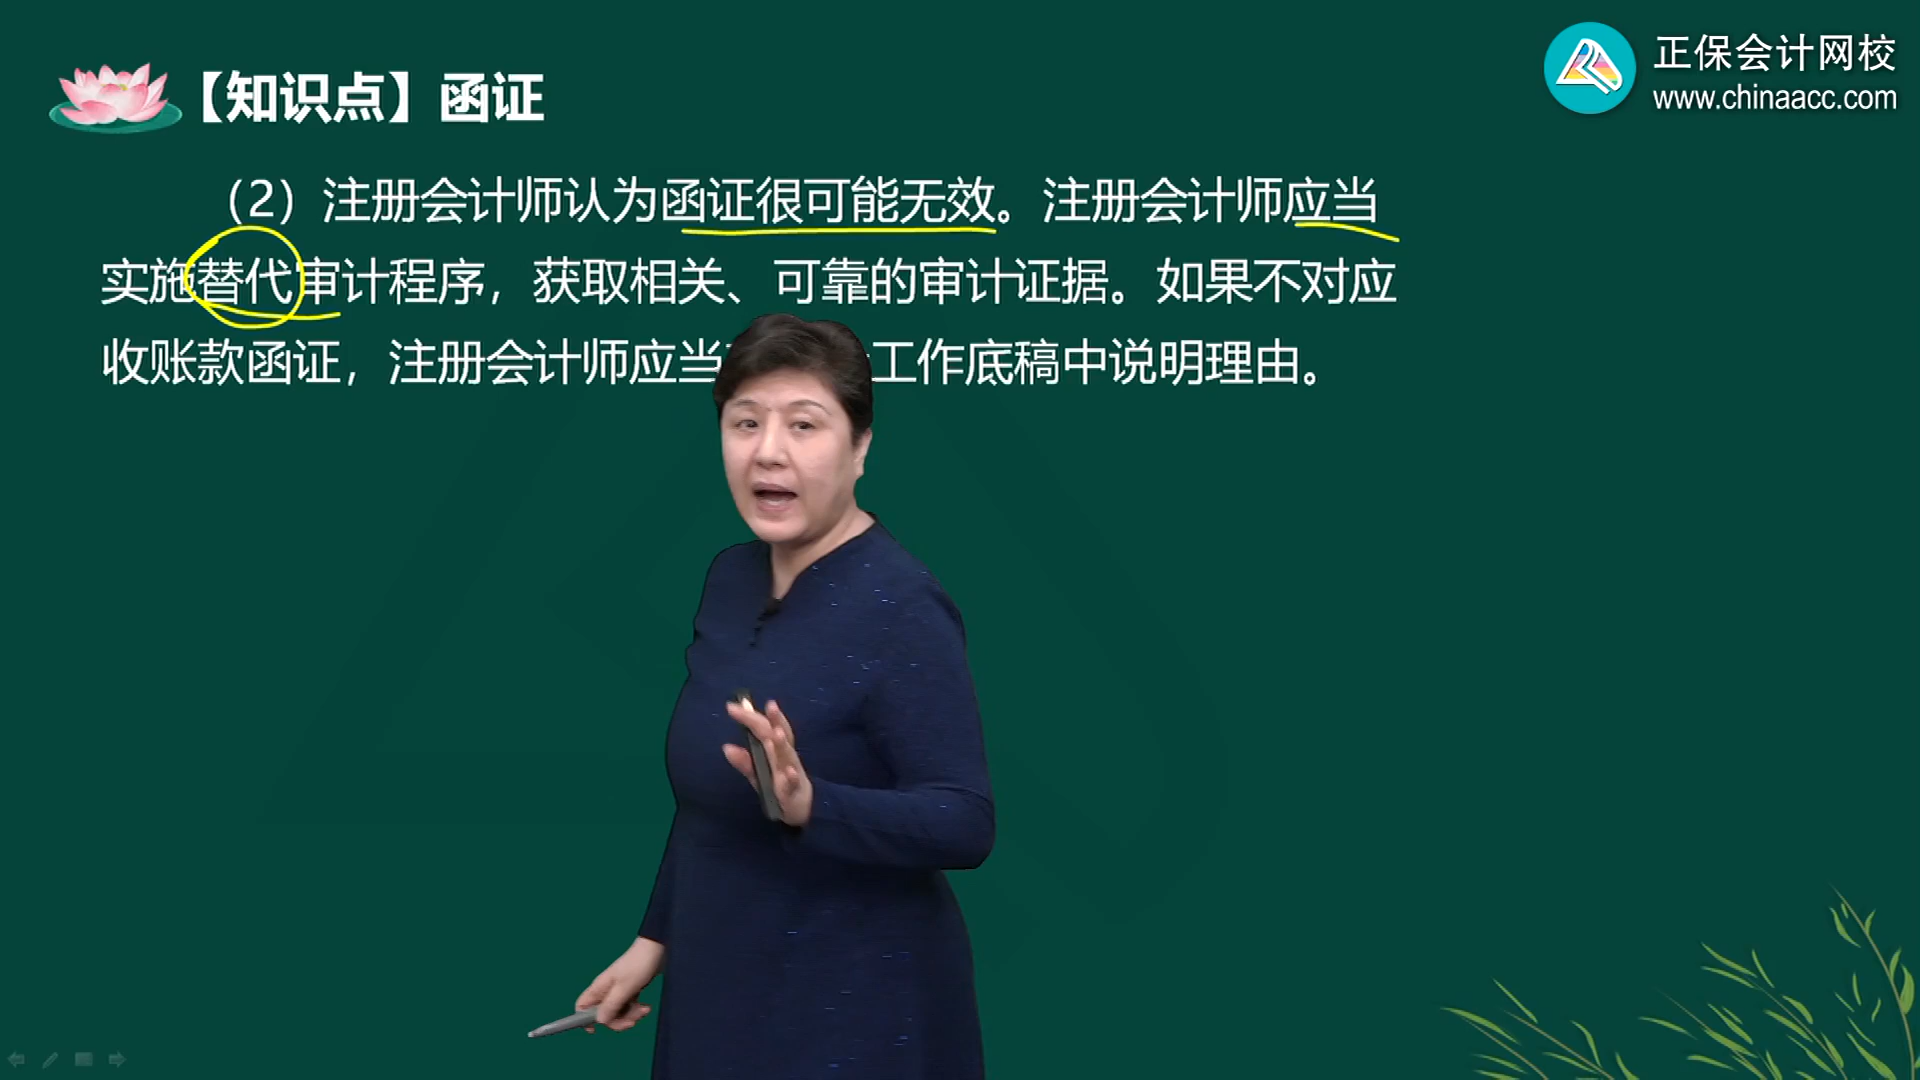 正保会计网校
www.chinaacc.com
【知识点】函证
（2）注册会计师认为函证很可能无效。注册会计师应当
实施替代审计程序，获取相关、可靠的审计证据。如果不对应
收账款函证，注册会计师应当 工作底稿中说明理由。